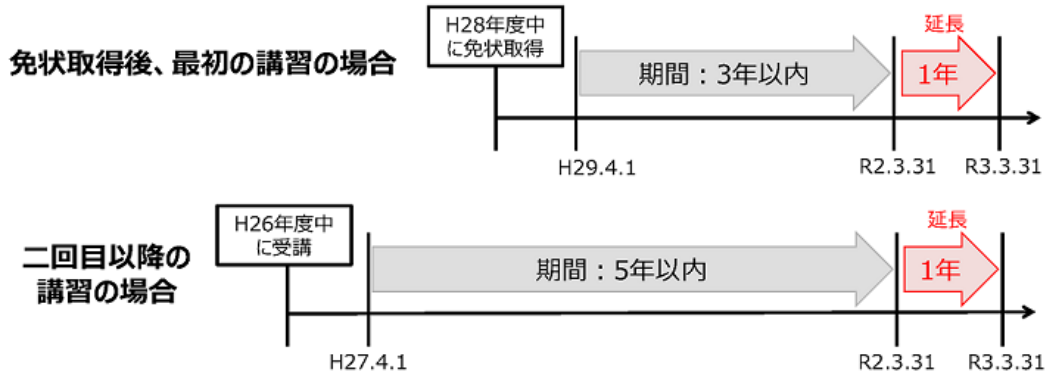 H28年度中
に免状取得
免状取得後、最初の講習の場合
期間：3年以内
延長
1年
H29.4.1
R2.3.31
R3.3.31
H26年度中
に受講
二回目以降の
講習の場合
期間：5年以内
延長
1年
H27.4.1
R2.3.31
R3.3.31